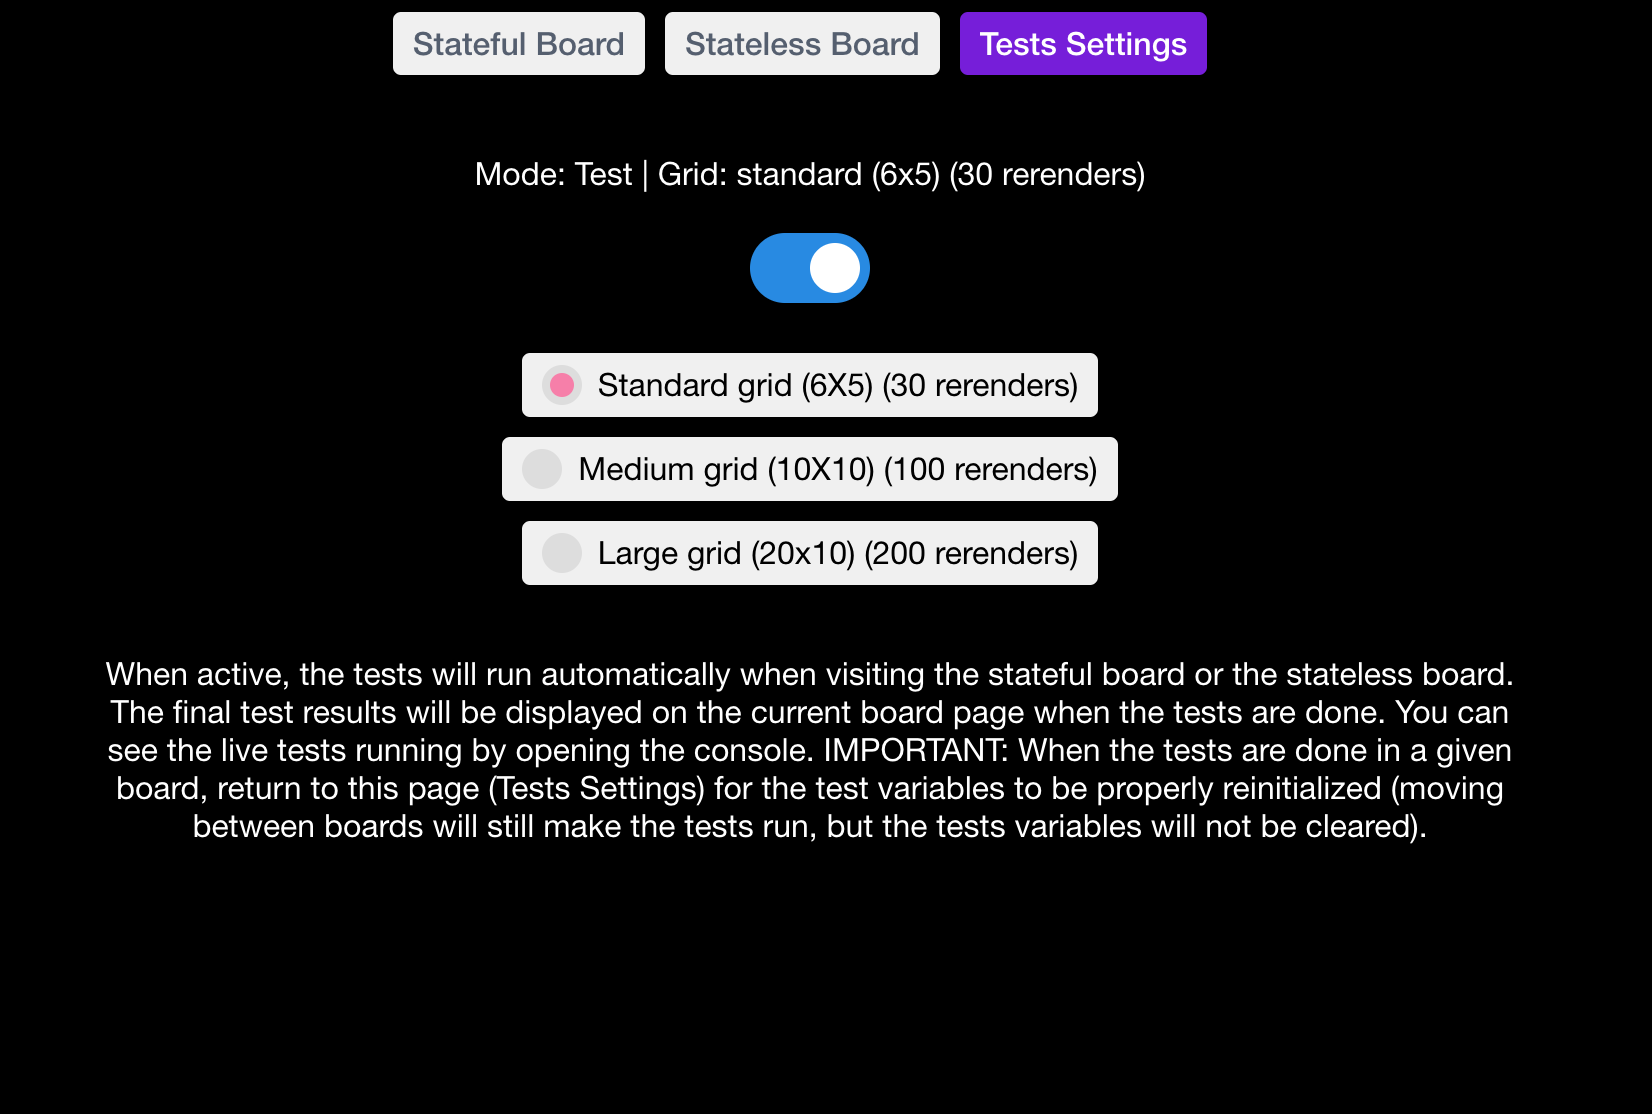 Stateful Board
Stateless Board
Tests Settings
Mode: Test | Grid: standard (6x5) (30 rerenders)
Standard grid (6X5) (30 rerenders)
Medium grid (10X10) (100 rerenders)
Large grid (20x10) (200 rerenders)
When active, the tests will run automatically when visiting the stateful board or the stateless board.
The final test results will be displayed on the current board page when the tests are done. You can
see the live tests running by opening the console. IMPORTANT: When the tests are done in a given
board, return to this page (Tests Settings) for the test variables to be properly reinitialized (moving
between boards will still make the tests run, but the tests variables will not be cleared).